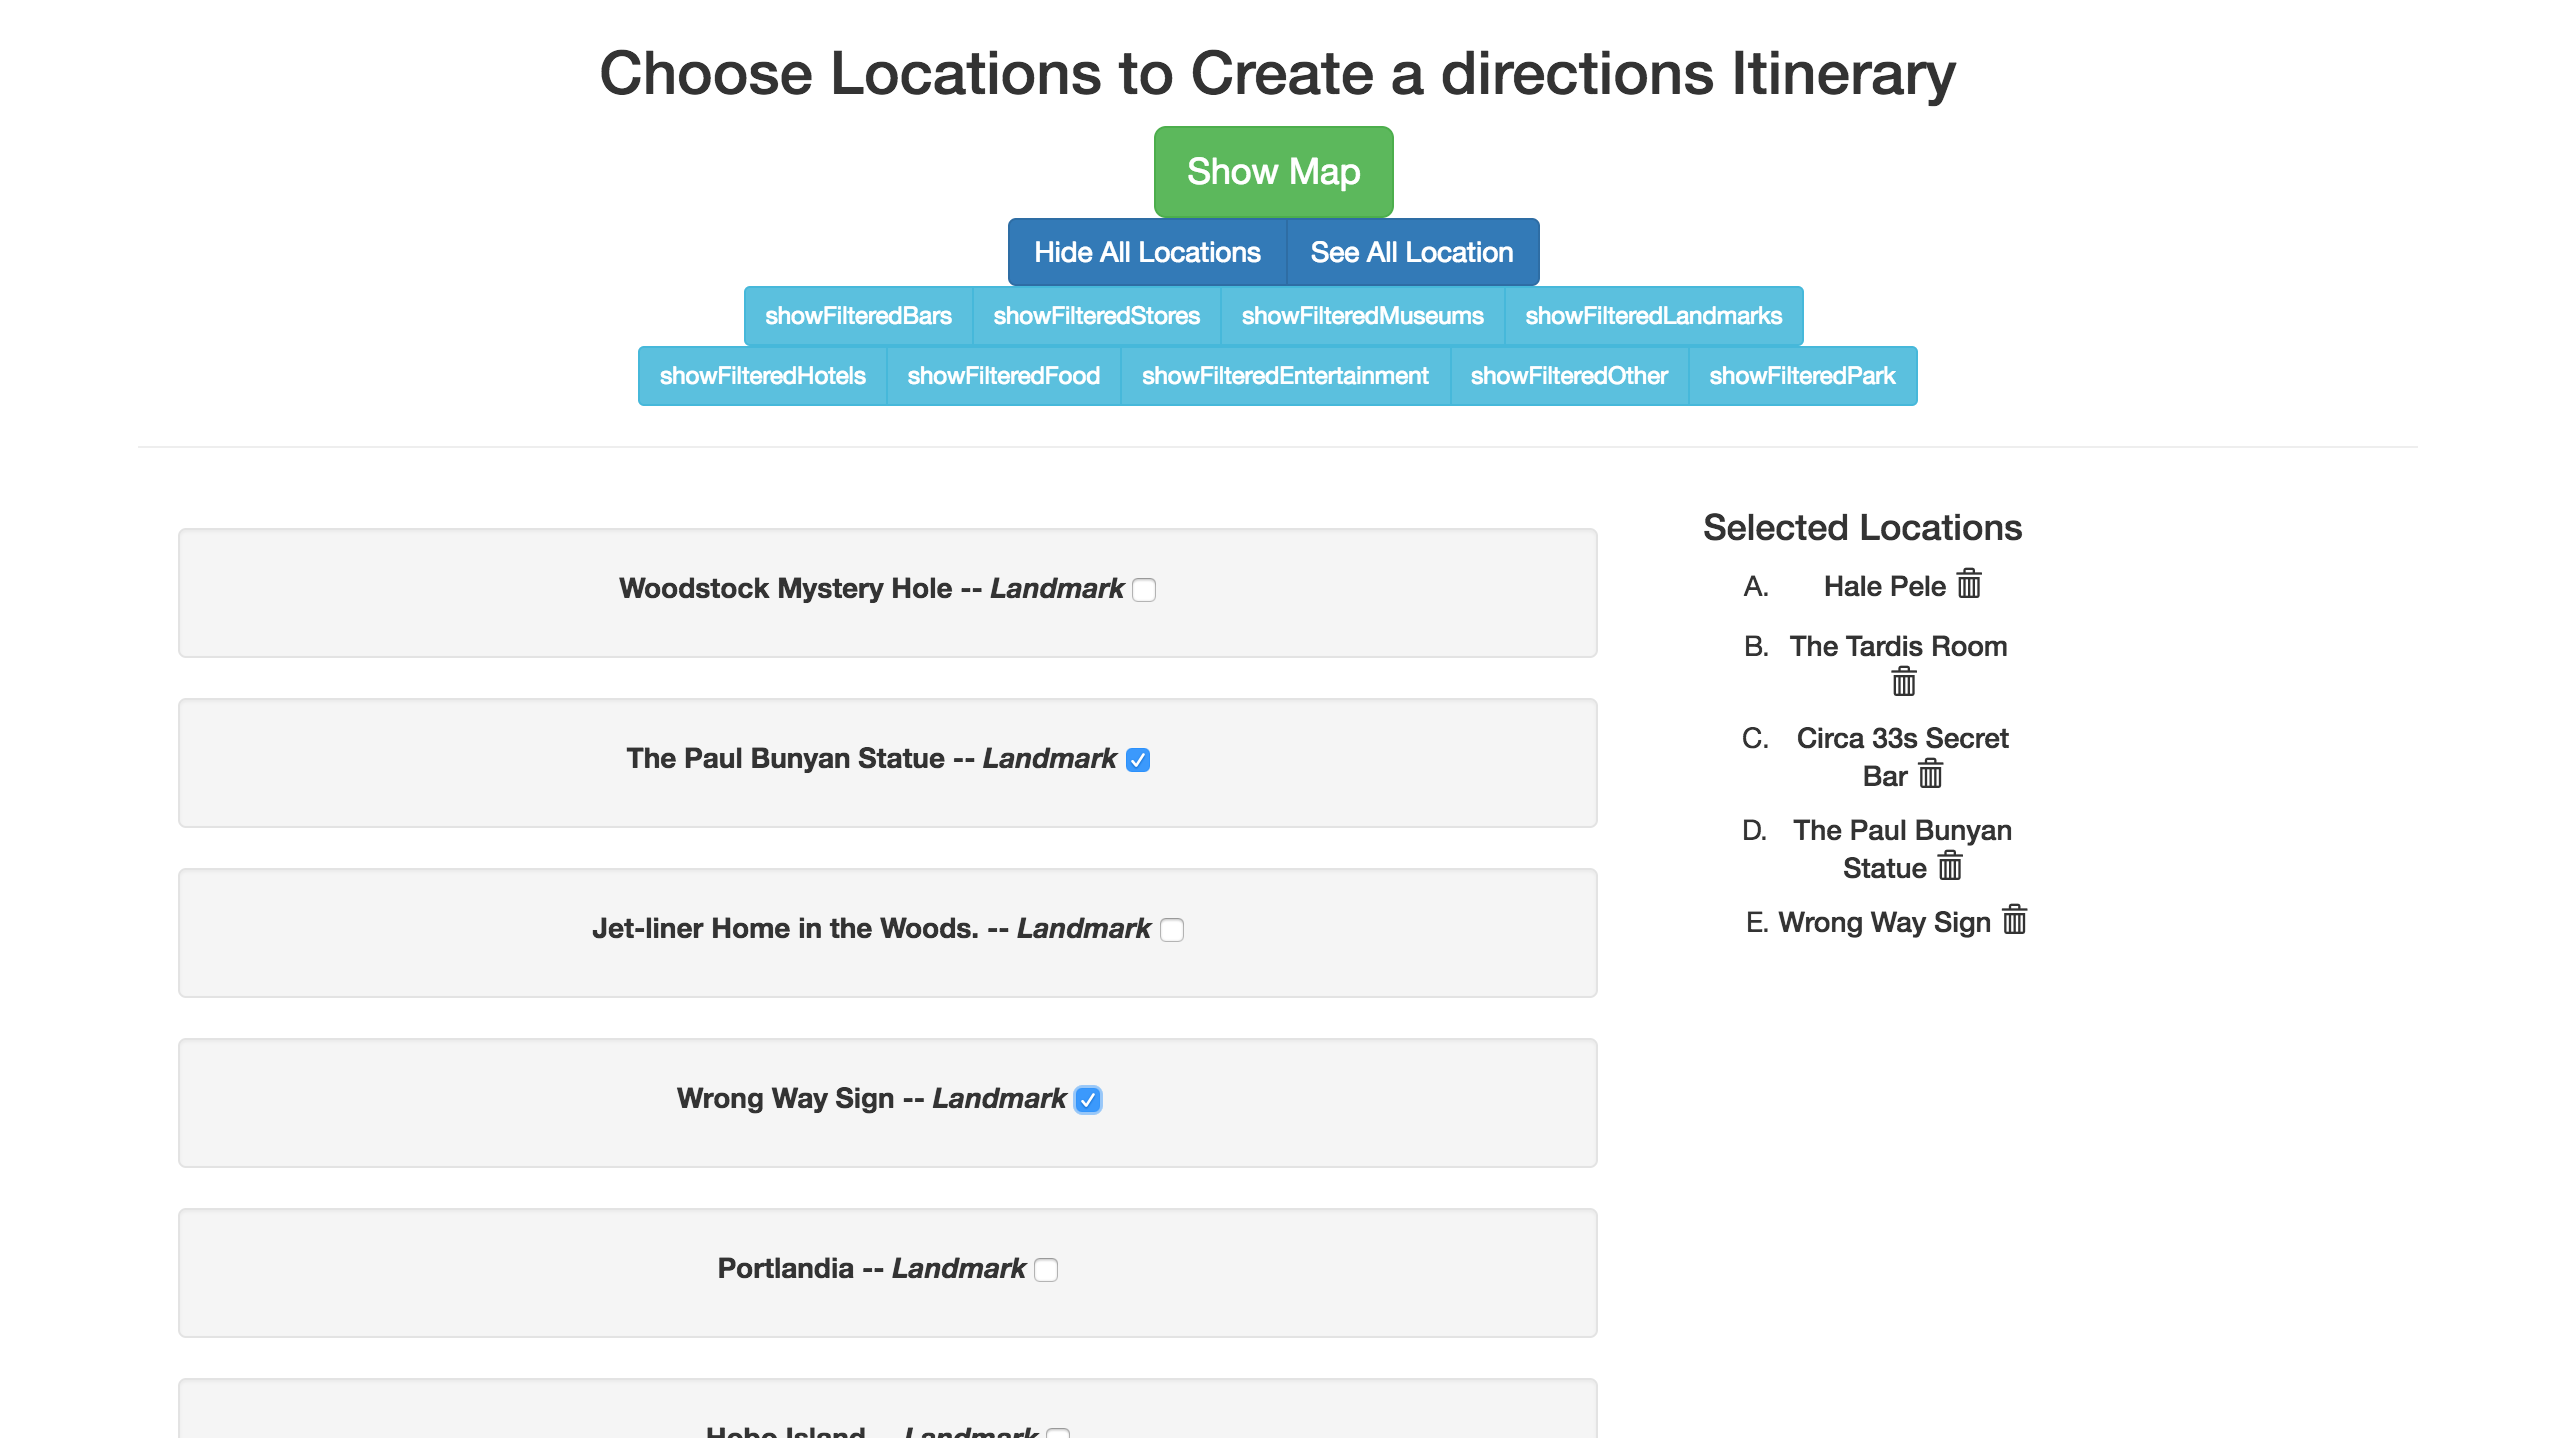 Choose Locations to Create a directions Itinerary
Show Map
Hide All Locations See All Location
showFilteredBars showFilteredStores showFilteredMuseums showFilteredLandmarks
showFilteredHotels showFilteredFood showFilteredEntertainment showFilteredOther showFilteredPark
Woodstock Mystery Hole -- Landmark
The Paul Bunyan Statue -- Landmark
Jet-liner Home in the Woods. -- Landmark
Wrong Way Sign -- Landmark
Portlandia -- Landmark
Hobo Island -- Landmark
Selected Locations
A. Hale Pele
B. The Tardis Room
C. Circa 33s Secret
Bar
D. The Paul Bunyan
Statue
E. Wrong Way Sign